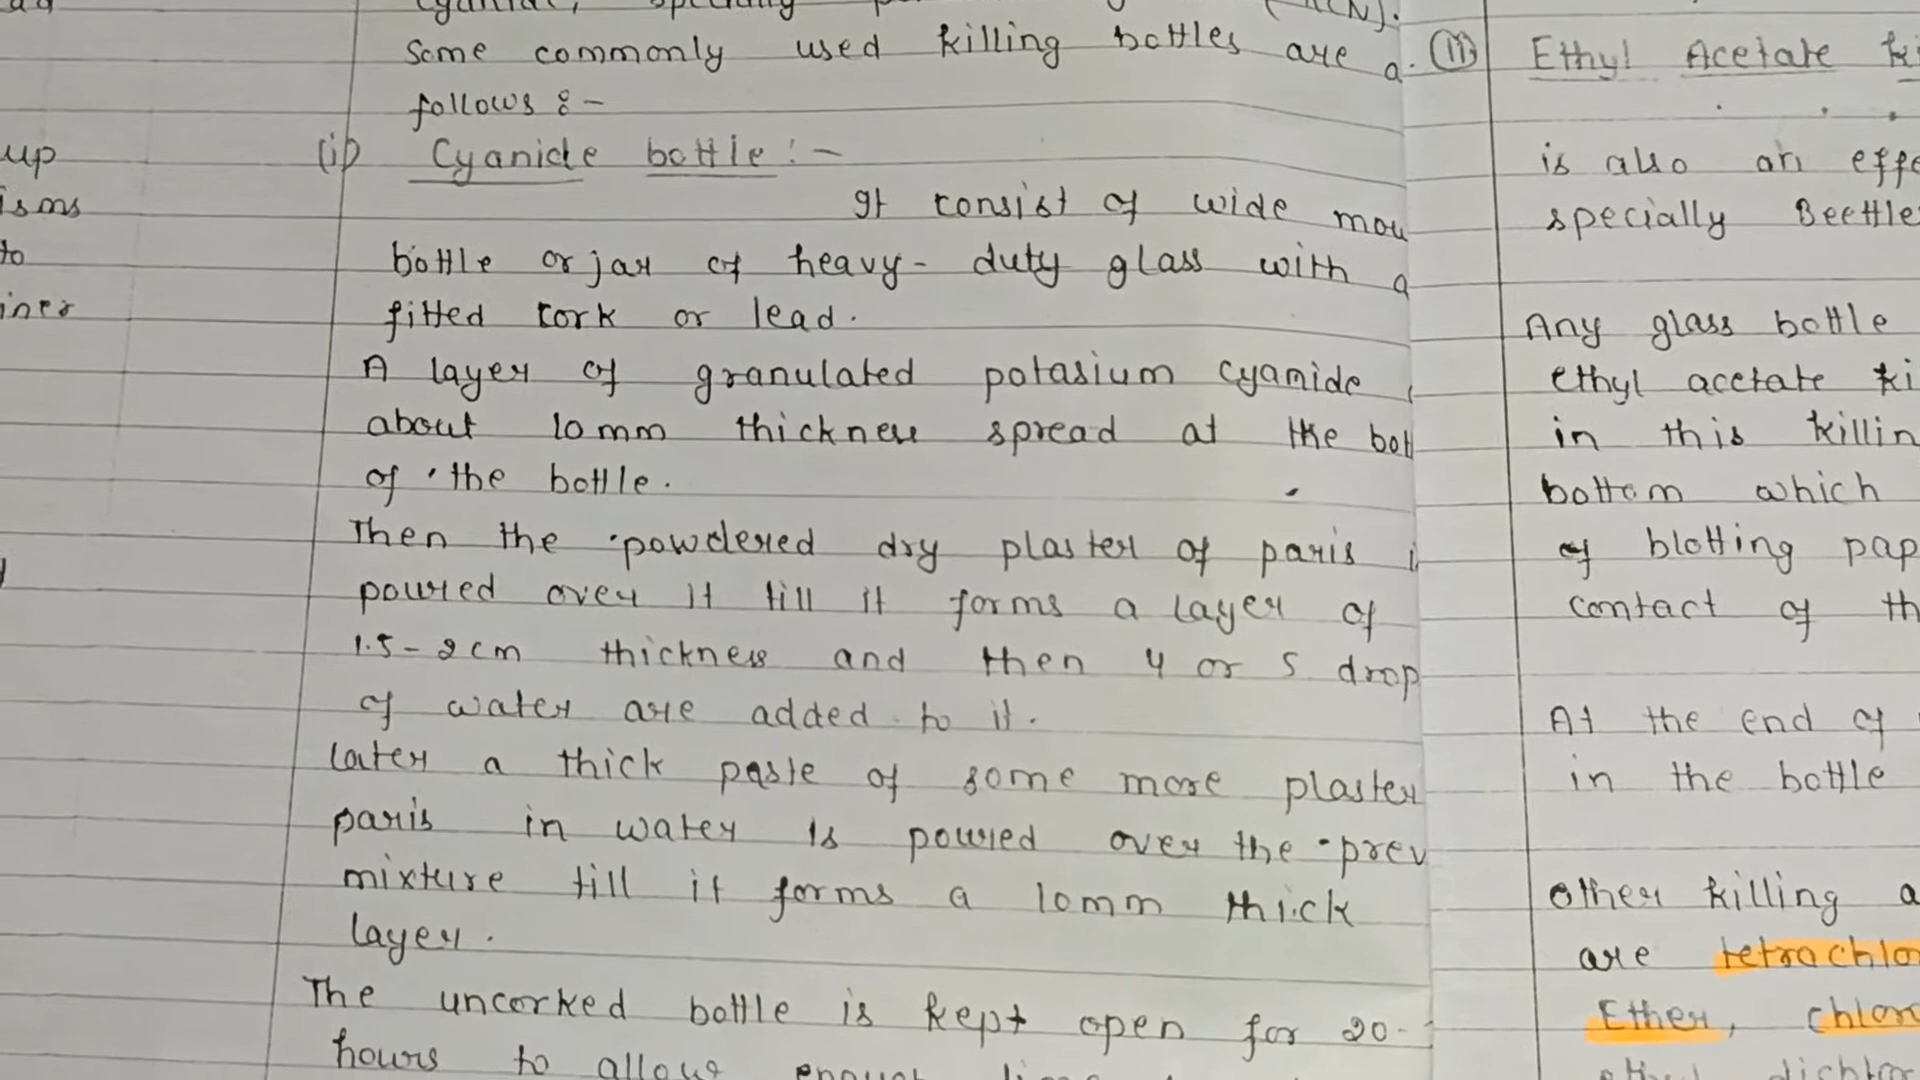 up
isms
to
Some commonly used killing bottles are a.
follows :-
(i) Cyanide bottle :-
It consist of wide mou
bottle or jar of heavy- duty glass with a
fitted cork or lead.
A layer of granulated potasium cyanide
about 10mm thickness spread at the bot
of the bottle.
Then the powdered dry plaster of paris i
poured over it till it forms a layer of
1.5-2cm thickness and then 4 or 5 drop
of water are added to it.
later a thick paste of some more plaster
paris in water is poured over the prev
mixture till it forms a 10mm thick
layer.
The uncorked bottle is kept open for 20-
hours to allow
(ii) Ethyl Acetate ki
is also an effe
specially Beetle
Any glass bottle
ethyl acetate ki
in this killin
bottom which
of blotting pap
contact of th
At the end of
in the bottle
other killing a
are tetrachlo
Ether, chloro